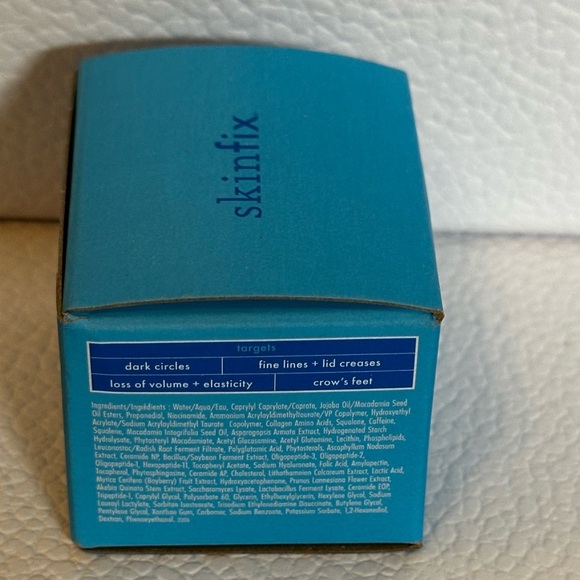 skinfix
targets
dark circles
fine lines + lid creases
loss of volume + elasticity
crow's feet
Ingredients/Ingrédients : Water/Aqua/Eau, Caprylyl Caprylate/Caprate, Jojoba Oil/Macadamia Seed
Oil Esters, Propanediol, Niacinamide, Ammonium Acryloyldimethyltaurate/VP Copolymer, Hydroxyethyl
Acrylate/Sodium Acryloyldimethyl Taurate Copolymer, Collagen Amino Acids, Squalane, Caffeine,
Squalene, Macadamia Integrifolia Seed Oil, Asparagopsis Armata Extract, Hydrogenated Starch
Hydrolysate, Phytosteryl Macadamiate, Acetyl Glucosamine, Acetyl Glutamine, Lecithin, Phospholipids,
Leuconostoc/Radish Root Ferment Filtrate, Polyglutamic Acid, Phytosterols, Ascophyllum Nodosum
Extract, Ceramide NP, Bacillus/Soybean Ferment Extract, Oligopeptide-3, Oligopeptide-2,
Oligopeptide-1, Hexapeptide-11, Tocopheryl Acetate, Sodium Hyaluronate, Folic Acid, Amylopectin,
Tocopherol, Phytosphingosine, Ceramide AP, Cholesterol, Lithothamnion Calcareum Extract, Lactic Acid,
Myrica Cerifera (Bayberry) Fruit Extract, Hydroxyacetophenone, Prunus Lannesiana Flower Extract,
Akebia Quinata Stem Extract, Saccharomyces Lysate, Lactobacillus Ferment Lysate, Ceramide EOP,
Tripeptide-1, Caprylyl Glycol, Polysorbate 60, Glycerin, Ethylhexylglycerin, Hexylene Glycol, Sodium
Lauroyl Lactylate, Sorbitan Isostearate, Trisodium Ethylenediamine Disuccinate, Butylene Glycol,
Pentylene Glycol, Xanthan Gum, Carbomer, Sodium Benzoate, Potassium Sorbate, 1,2-Hexanediol,
Dextran, Phenoxyethanol.